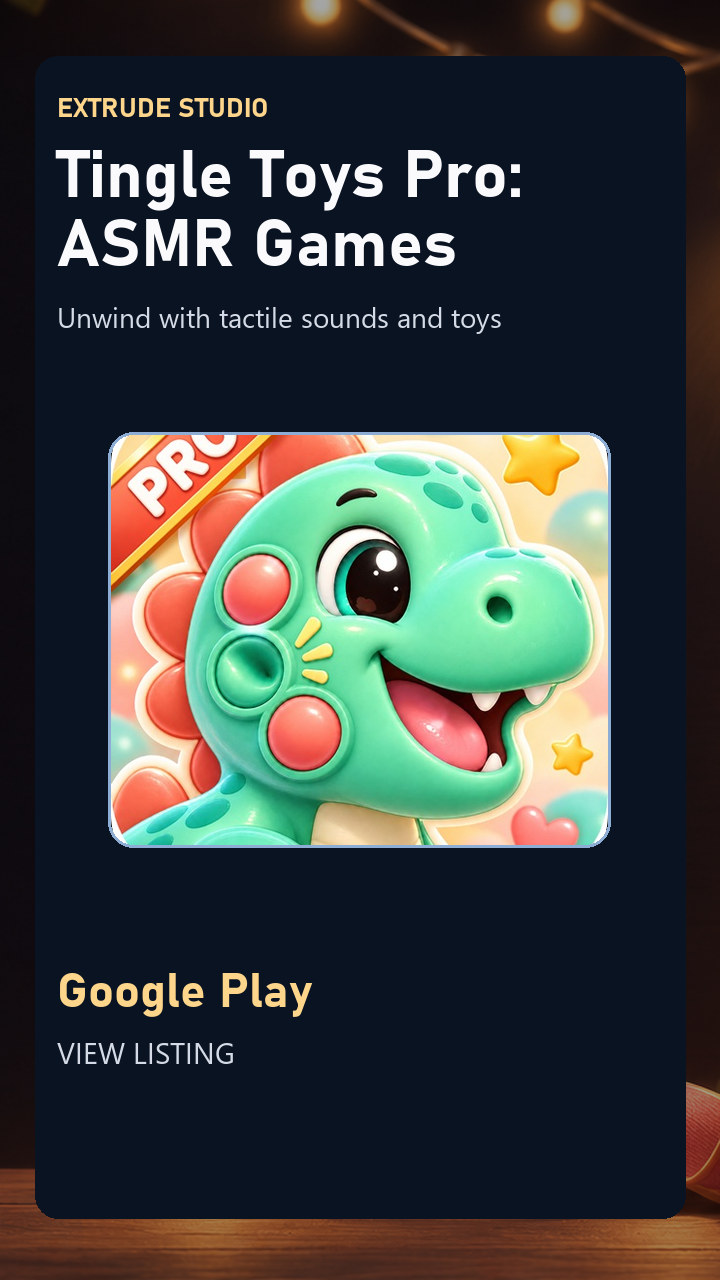 EXTRUDE STUDIO
Tingle Toys Pro:
ASMR Games
Unwind with tactile sounds and toys
PRO
Google Play
VIEW LISTING